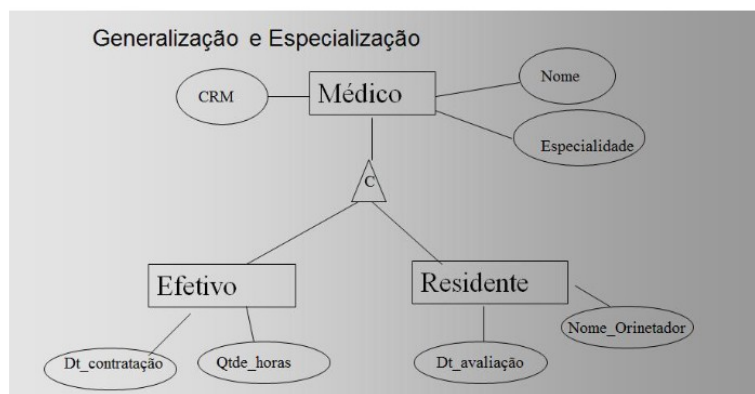 Generalização e Especialização
CRM
Médico
Nome
Especialidade
C
Efetivo
Residente
Dt_contratação
Qtde_horas
Dt_avaliação
Nome_Orinetador